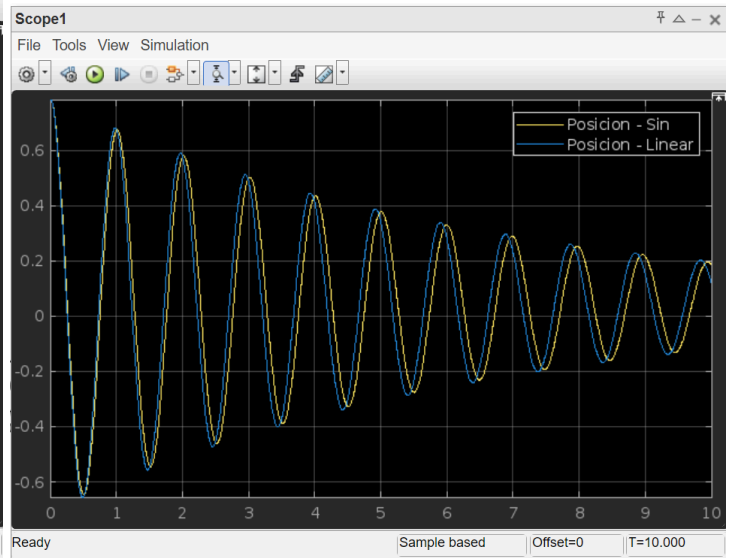 Scope1
File Tools View Simulation
Posicion - Sin
Posicion - Linear
0.6
0.4
0.2
0
-0.2
-0.4
-0.6
0 1 2 3 4 5 6 7 8 9 10
Ready Sample based Offset=0 T=10.000